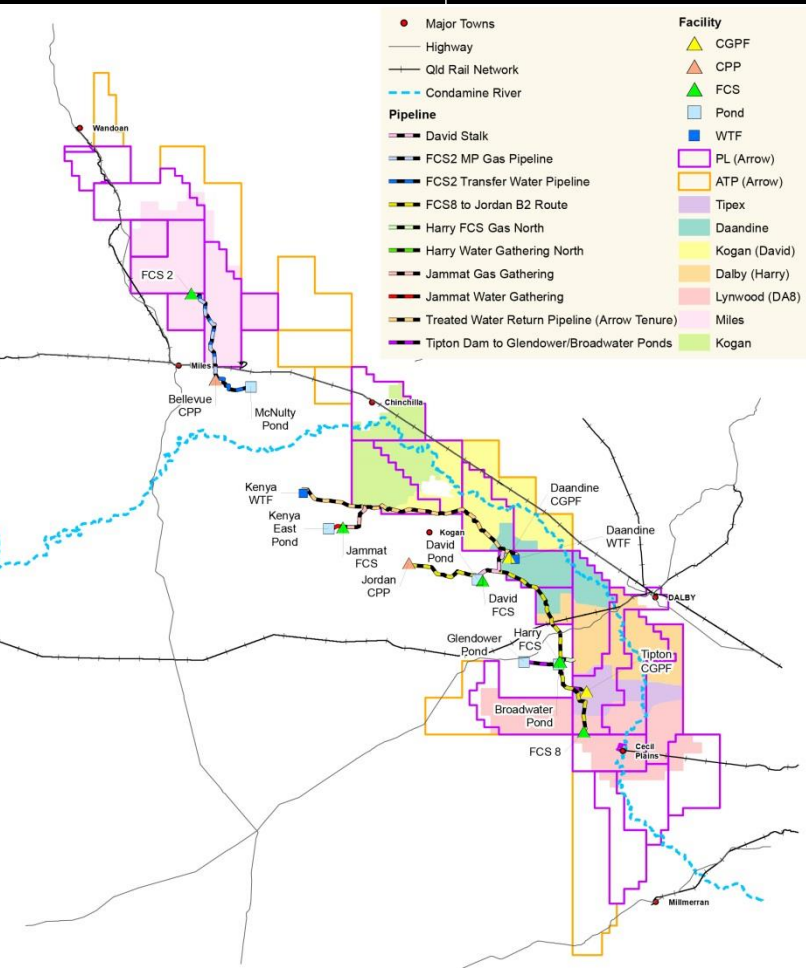 Major Towns
Highway
Qld Rail Network
Condamine River
Pipeline
David Stalk
FCS2 MP Gas Pipeline
FCS2 Transfer Water Pipeline
FCS8 to Jordan B2 Route
Harry FCS Gas North
Harry Water Gathering North
Jammat Gas Gathering
Jammat Water Gathering
Treated Water Return Pipeline (Arrow Tenure)
Tipton Dam to Glendower/Broadwater Ponds
Facility
CGPF
CPP
FCS
Pond
WTF
PL (Arrow)
ATP (Arrow)
Tipex
Daandine
Kogan (David)
Dalby (Harry)
Lynwood (DA8)
Miles
Kogan
Wandoan
FCS 2
Miles
Bellevue
CPP
McNulty
Pond
Chinchilla
Kenya
WTF
Kenya
East
Pond
Jammat
FCS
Kogan
David
Pond
Jordan
CPP
David
FCS
Daandine
CGPF
Daandine
WTF
DALBY
Glendower
Pond
Harry
FCS
Tipton
CGPF
Broadwater
Pond
FCS 8
Cecil
Plains
Millmerran